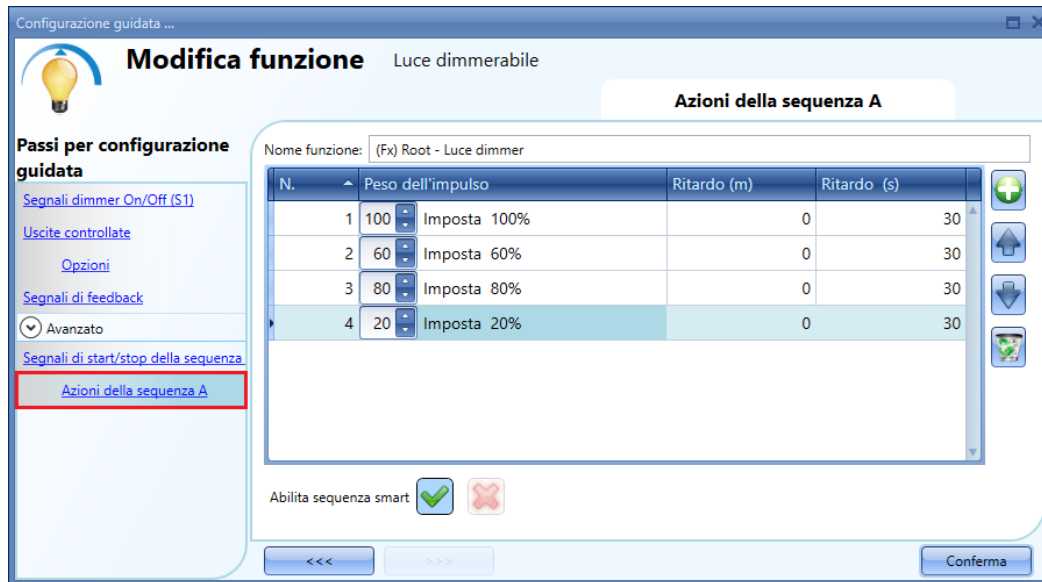 Configurazione guidata ...
Modifica funzione Luce dimmerabile
Azioni della sequenza A
Passi per configurazione
guidata
Segnali dimmer On/Off (S1)
Uscite controllate
Opzioni
Segnali di feedback
Avanzato
Segnali di start/stop della sequenza
Azioni della sequenza A
Nome funzione: (Fx) Root - Luce dimmer
N. Peso dell'impulso Ritardo (m) Ritardo (s)
1 100 Imposta 100% 0 30
2 60 Imposta 60% 0 30
3 80 Imposta 80% 0 30
4 20 Imposta 20% 0 30
Abilita sequenza smart
<<< >>> Conferma